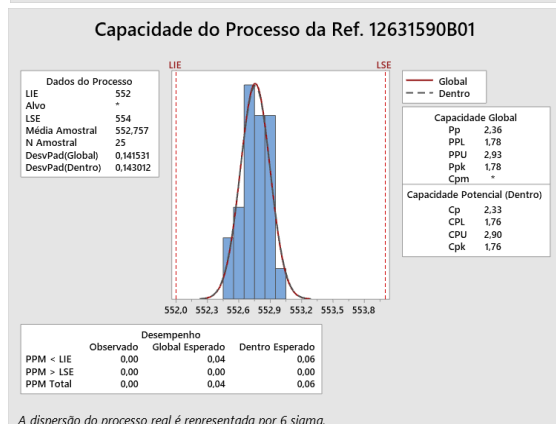 Capacidade do Processo da Ref. 12631590B01
LIE LSE
Dados do Processo
LIE 552
Alvo *
LSE 554
Média Amostral 552,757
N Amostral 25
DesvPad(Global) 0,141531
DesvPad(Dentro) 0,143012
Global
Dentro
Capacidade Global
Pp 2,36
PPL 1,78
PPU 2,93
Ppk 1,78
Cpm *
Capacidade Potencial (Dentro)
Cp 2,33
CPL 1,76
CPU 2,90
Cpk 1,76
552,0 552,3 552,6 552,9 553,2 553,5 553,8
Desempenho
Observado Global Esperado Dentro Esperado
PPM < LIE 0,00 0,04 0,06
PPM > LSE 0,00 0,00 0,00
PPM Total 0,00 0,04 0,06
A dispersão do processo real é representada por 6 sigma.